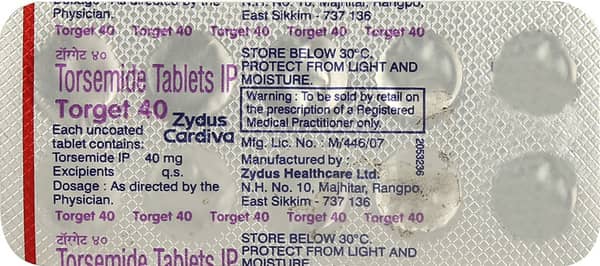 Dosage : As directed by the
Physician.
N.H. No. 10, Majhitar, Rangpo,
East Sikkim - 737 136
Torget 40 Torget 40 Torget 40 Torget 40 Torget 40
टॉरगेट ४०
Torsemide Tablets IP
Torget 40
Zydus
Cardiva
Each uncoated
tablet contains:
Torsemide IP 40 mg
Excipients q.s.
Dosage : As directed by the
Physician.
STORE BELOW 30°C.
PROTECT FROM LIGHT AND
MOISTURE.
Warning : To be sold by retail on
the prescription of a Registered
Medical Practitioner only.
Mfg. Lic. No. : M/446/07
Manufactured by :
Zydus Healthcare Ltd.
N.H. No. 10, Majhitar, Rangpo,
East Sikkim - 737 136
2053236
Torget 40 Torget 40 Torget 40 Torget 40 Torget 40
टॉरगेट ४०
Torsemide Tablets IP
STORE BELOW 30°C.
PROTECT FROM LIGHT AND
MOISTURE